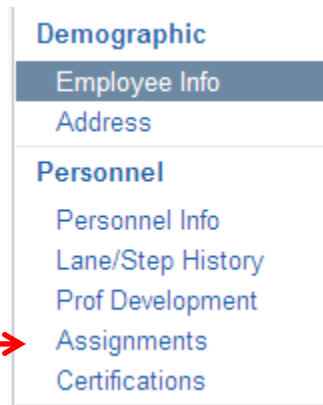 Demographic
Employee Info
Address
Personnel
Personnel Info
Lane/Step History
Prof Development
Assignments
Certifications